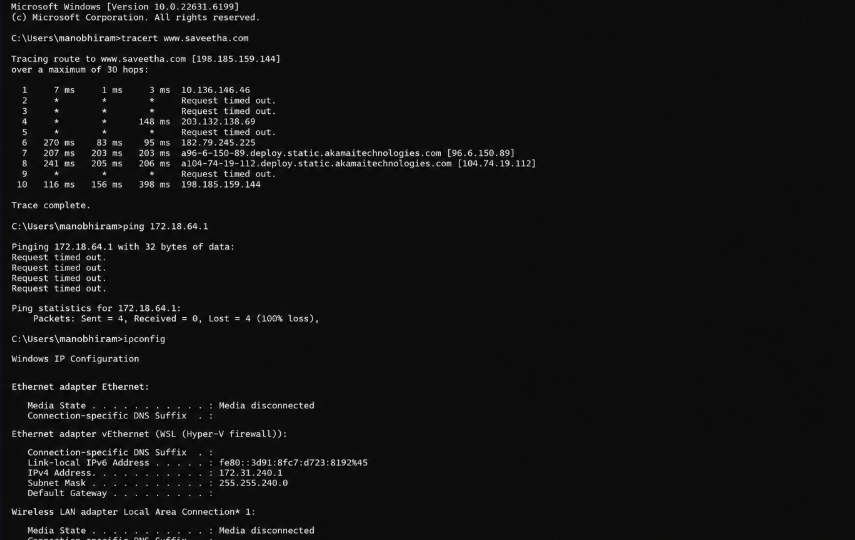 Microsoft Windows [Version 10.0.22631.6199]
(c) Microsoft Corporation. All rights reserved.
C:\Users\manobhiram>tracert www.saveetha.com
Tracing route to www.saveetha.com [198.185.159.144]
over a maximum of 30 hops:
1 7 ms 1 ms 3 ms 10.136.146.46
2 * * * Request timed out.
3 * * * Request timed out.
4 * * 148 ms 203.132.138.69
5 * * * Request timed out.
6 270 ms 83 ms 95 ms 182.79.245.225
7 207 ms 203 ms 203 ms a96-6-150-89.deploy.static.akamaitechnologies.com [96.6.150.89]
8 241 ms 205 ms 206 ms a104-74-19-112.deploy.static.akamaitechnologies.com [104.74.19.112]
9 * * * Request timed out.
10 116 ms 156 ms 398 ms 198.185.159.144
Trace complete.
C:\Users\manobhiram>ping 172.18.64.1
Pinging 172.18.64.1 with 32 bytes of data:
Request timed out.
Request timed out.
Request timed out.
Request timed out.
Ping statistics for 172.18.64.1:
Packets: Sent = 4, Received = 0, Lost = 4 (100% loss),
C:\Users\manobhiram>ipconfig
Windows IP Configuration
Ethernet adapter Ethernet:
Media State . . . . . . . . . . . : Media disconnected
Connection-specific DNS Suffix . :
Ethernet adapter vEthernet (WSL (Hyper-V firewall)):
Connection-specific DNS Suffix . :
Link-local IPv6 Address . . . . . : fe80::3d91:8fc7:d723:8192%45
IPv4 Address. . . . . . . . . . . : 172.31.240.1
Subnet Mask . . . . . . . . . . . : 255.255.240.0
Default Gateway . . . . . . . . . :
Wireless LAN adapter Local Area Connection* 1:
Media State . . . . . . . . . . . : Media disconnected
Connection-specific DNS Suffix . :